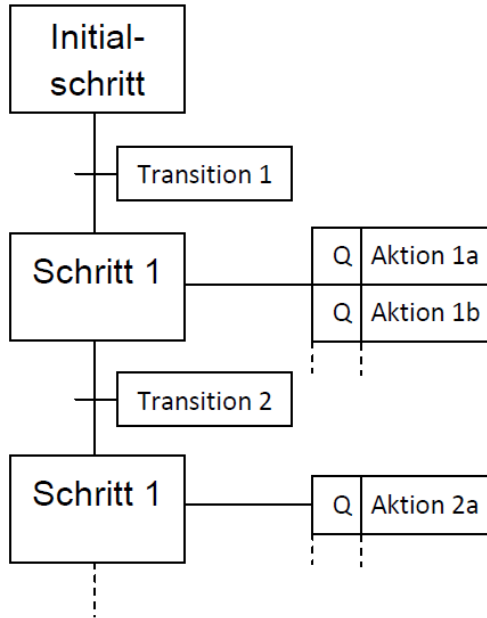 Initial-
schritt
Transition 1
Schritt 1
Q Aktion 1a
Q Aktion 1b
Transition 2
Schritt 1
Q Aktion 2a